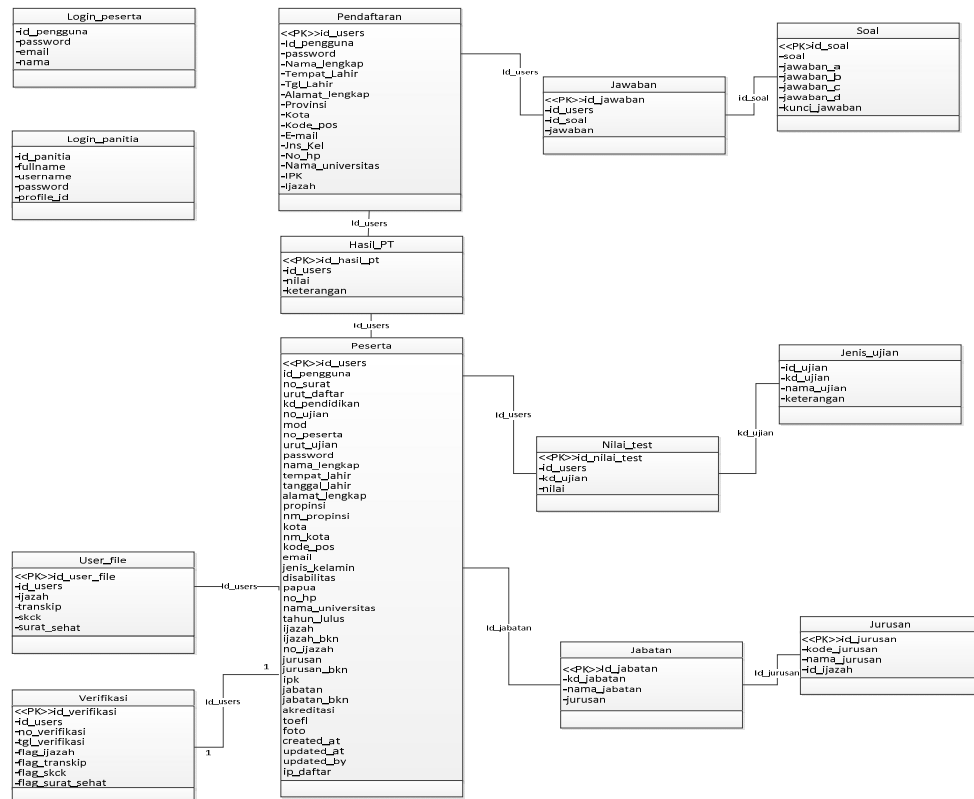 Login_peserta
-id_pengguna
-password
-email
-nama
Login_panitia
-id_panitia
-fullname
-username
-password
-profile_id
Pendaftaran
<<PK>>id_users
-Id_pengguna
-password
-Nama_lengkap
-Tempat_Lahir
-Tgl_Lahir
-Alamat_lengkap
-Provinsi
-Kota
-Kode_pos
-E-mail
-Jns_Kel
-No_hp
-Nama_universitas
-IPK
-Ijazah
Id_users
Jawaban
<<PK>>id_jawaban
-id_users
-id_soal
-jawaban
id_soal
Soal
<<PK>id_soal
-soal
-jawaban_a
-jawaban_b
-jawaban_c
-jawaban_d
-kunci_jawaban
Id_users
Hasil_PT
<<PK>>id_hasil_pt
-id_users
-nilai
-keterangan
Id_users
Peserta
<<PK>>id_users
id_pengguna
no_surat
urut_daftar
kd_pendidikan
no_ujian
mod
no_peserta
urut_ujian
password
nama_lengkap
tempat_lahir
tanggal_lahir
alamat_lengkap
propinsi
nm_propinsi
kota
nm_kota
kode_pos
email
jenis_kelamin
disabilitas
papua
no_hp
nama_universitas
tahun_lulus
ijazah
ijazah_bkn
no_ijazah
jurusan
jurusan_bkn
ipk
jabatan
jabatan_bkn
akreditasi
toefl
foto
created_at
updated_at
updated_by
ip_daftar
Id_users
Nilai_test
<<PK>>id_nilai_test
-id_users
-kd_ujian
-nilai
kd_ujian
Jenis_ujian
-id_ujian
-kd_ujian
-nama_ujian
-keterangan
User_file
<<PK>>id_user_file
-id_users
-ijazah
-transkip
-skck
-surat_sehat
Id_users
Verifikasi
<<PK>>id_verifikasi
-id_users
-no_verifikasi
-tgl_verifikasi
-flag_ijazah
-flag_transkip
-flag_skck
-flag_surat_sehat
1
Id_users
1
Id_jabatan
Jabatan
<<PK>>Id_jabatan
-kd_jabatan
-nama_jabatan
-jurusan
Id_jurusan
Jurusan
<<PK>>id_jurusan
-kode_jurusan
-nama_jurusan
-id_ijazah